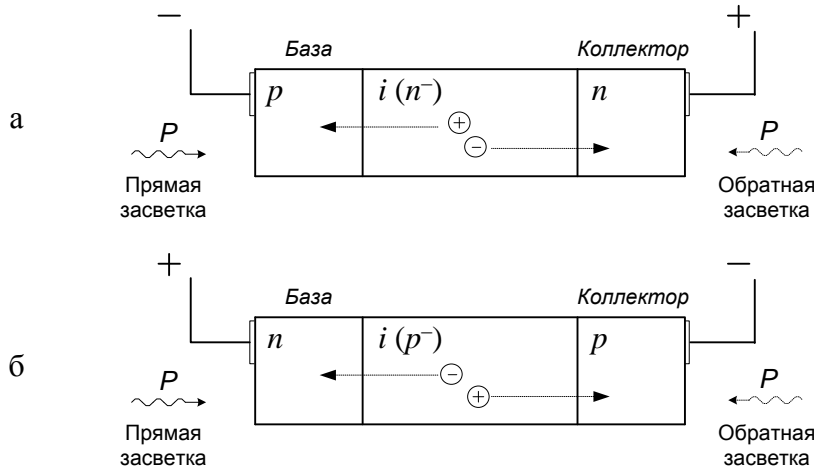 − +
База Коллектор
p i (n⁻) n
а
+
−
P P
Прямая засветка Обратная засветка
+ −
База Коллектор
n i (p⁻) p
б
−
+
P P
Прямая засветка Обратная засветка